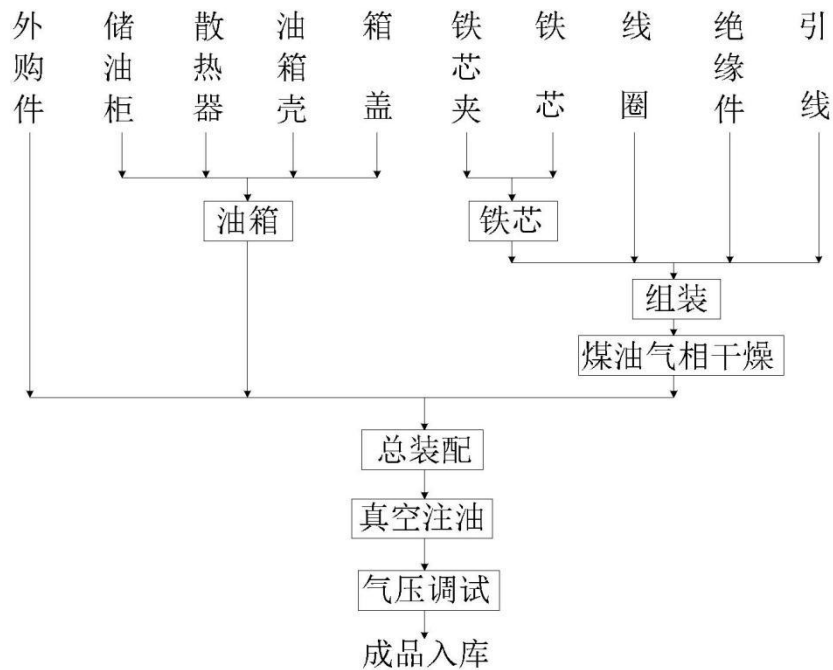 外购件
储油柜
散热器
油箱壳
箱盖
铁芯夹
铁芯
线圈
绝缘件
引线
油箱
铁芯
组装
煤油气相干燥
总装配
真空注油
气压调试
成品入库